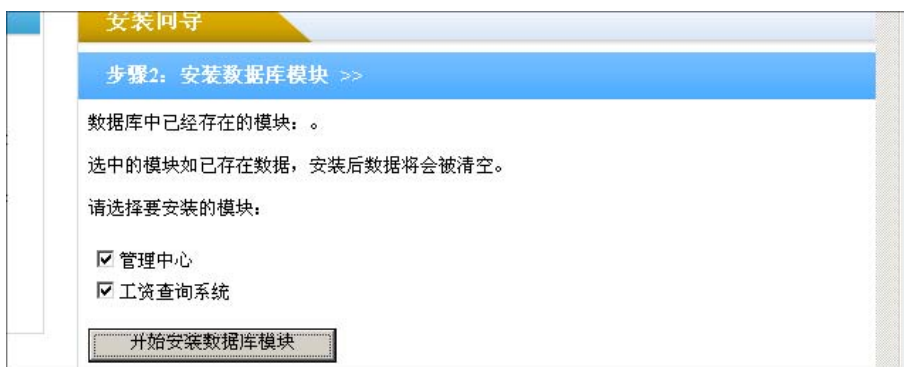 安装向导
步骤2：安装数据库模块 >>
数据库中已经存在的模块：。
选中的模块如已存在数据，安装后数据将会被清空。
请选择要安装的模块：
管理中心
工资查询系统
开始安装数据库模块